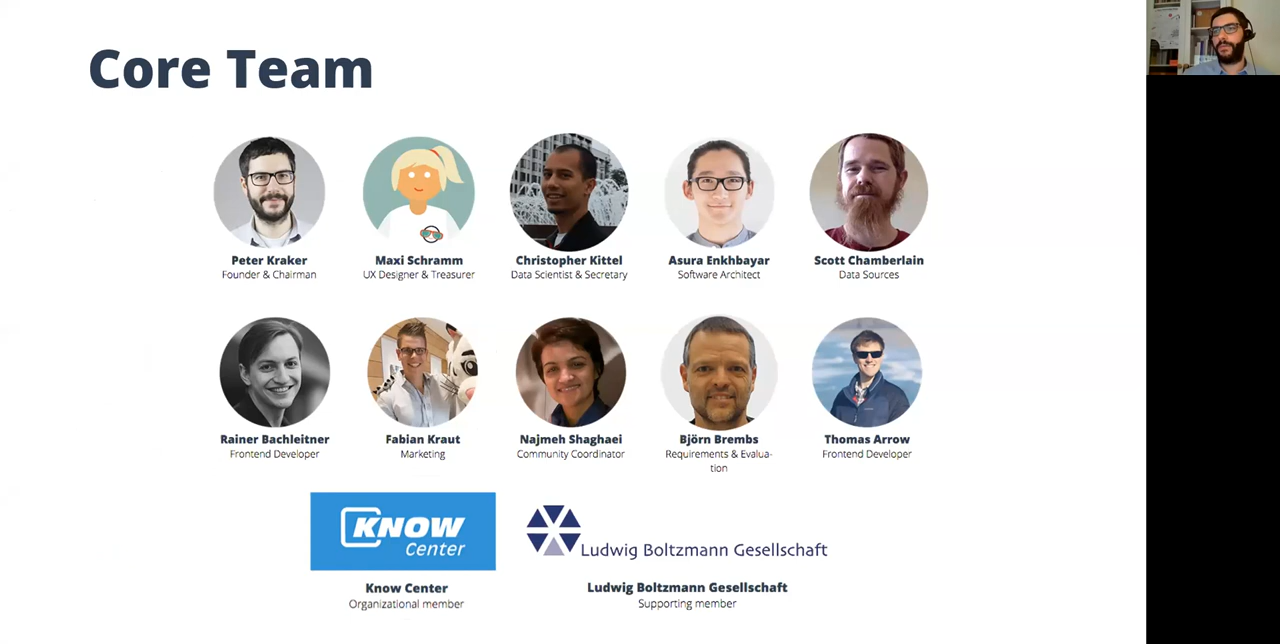 Core Team
Peter Kraker
Founder & Chairman
Maxi Schramm
UX Designer & Treasurer
Christopher Kittel
Data Scientist & Secretary
Asura Enkhbayar
Software Architect
Scott Chamberlain
Data Sources
Rainer Bachleitner
Frontend Developer
Fabian Kraut
Marketing
Najmeh Shaghaei
Community Coordinator
Björn Brembs
Requirements & Evalua-
tion
Thomas Arrow
Frontend Developer
KNOW
Center
Ludwig Boltzmann Gesellschaft
Know Center
Organizational member
Ludwig Boltzmann Gesellschaft
Supporting member